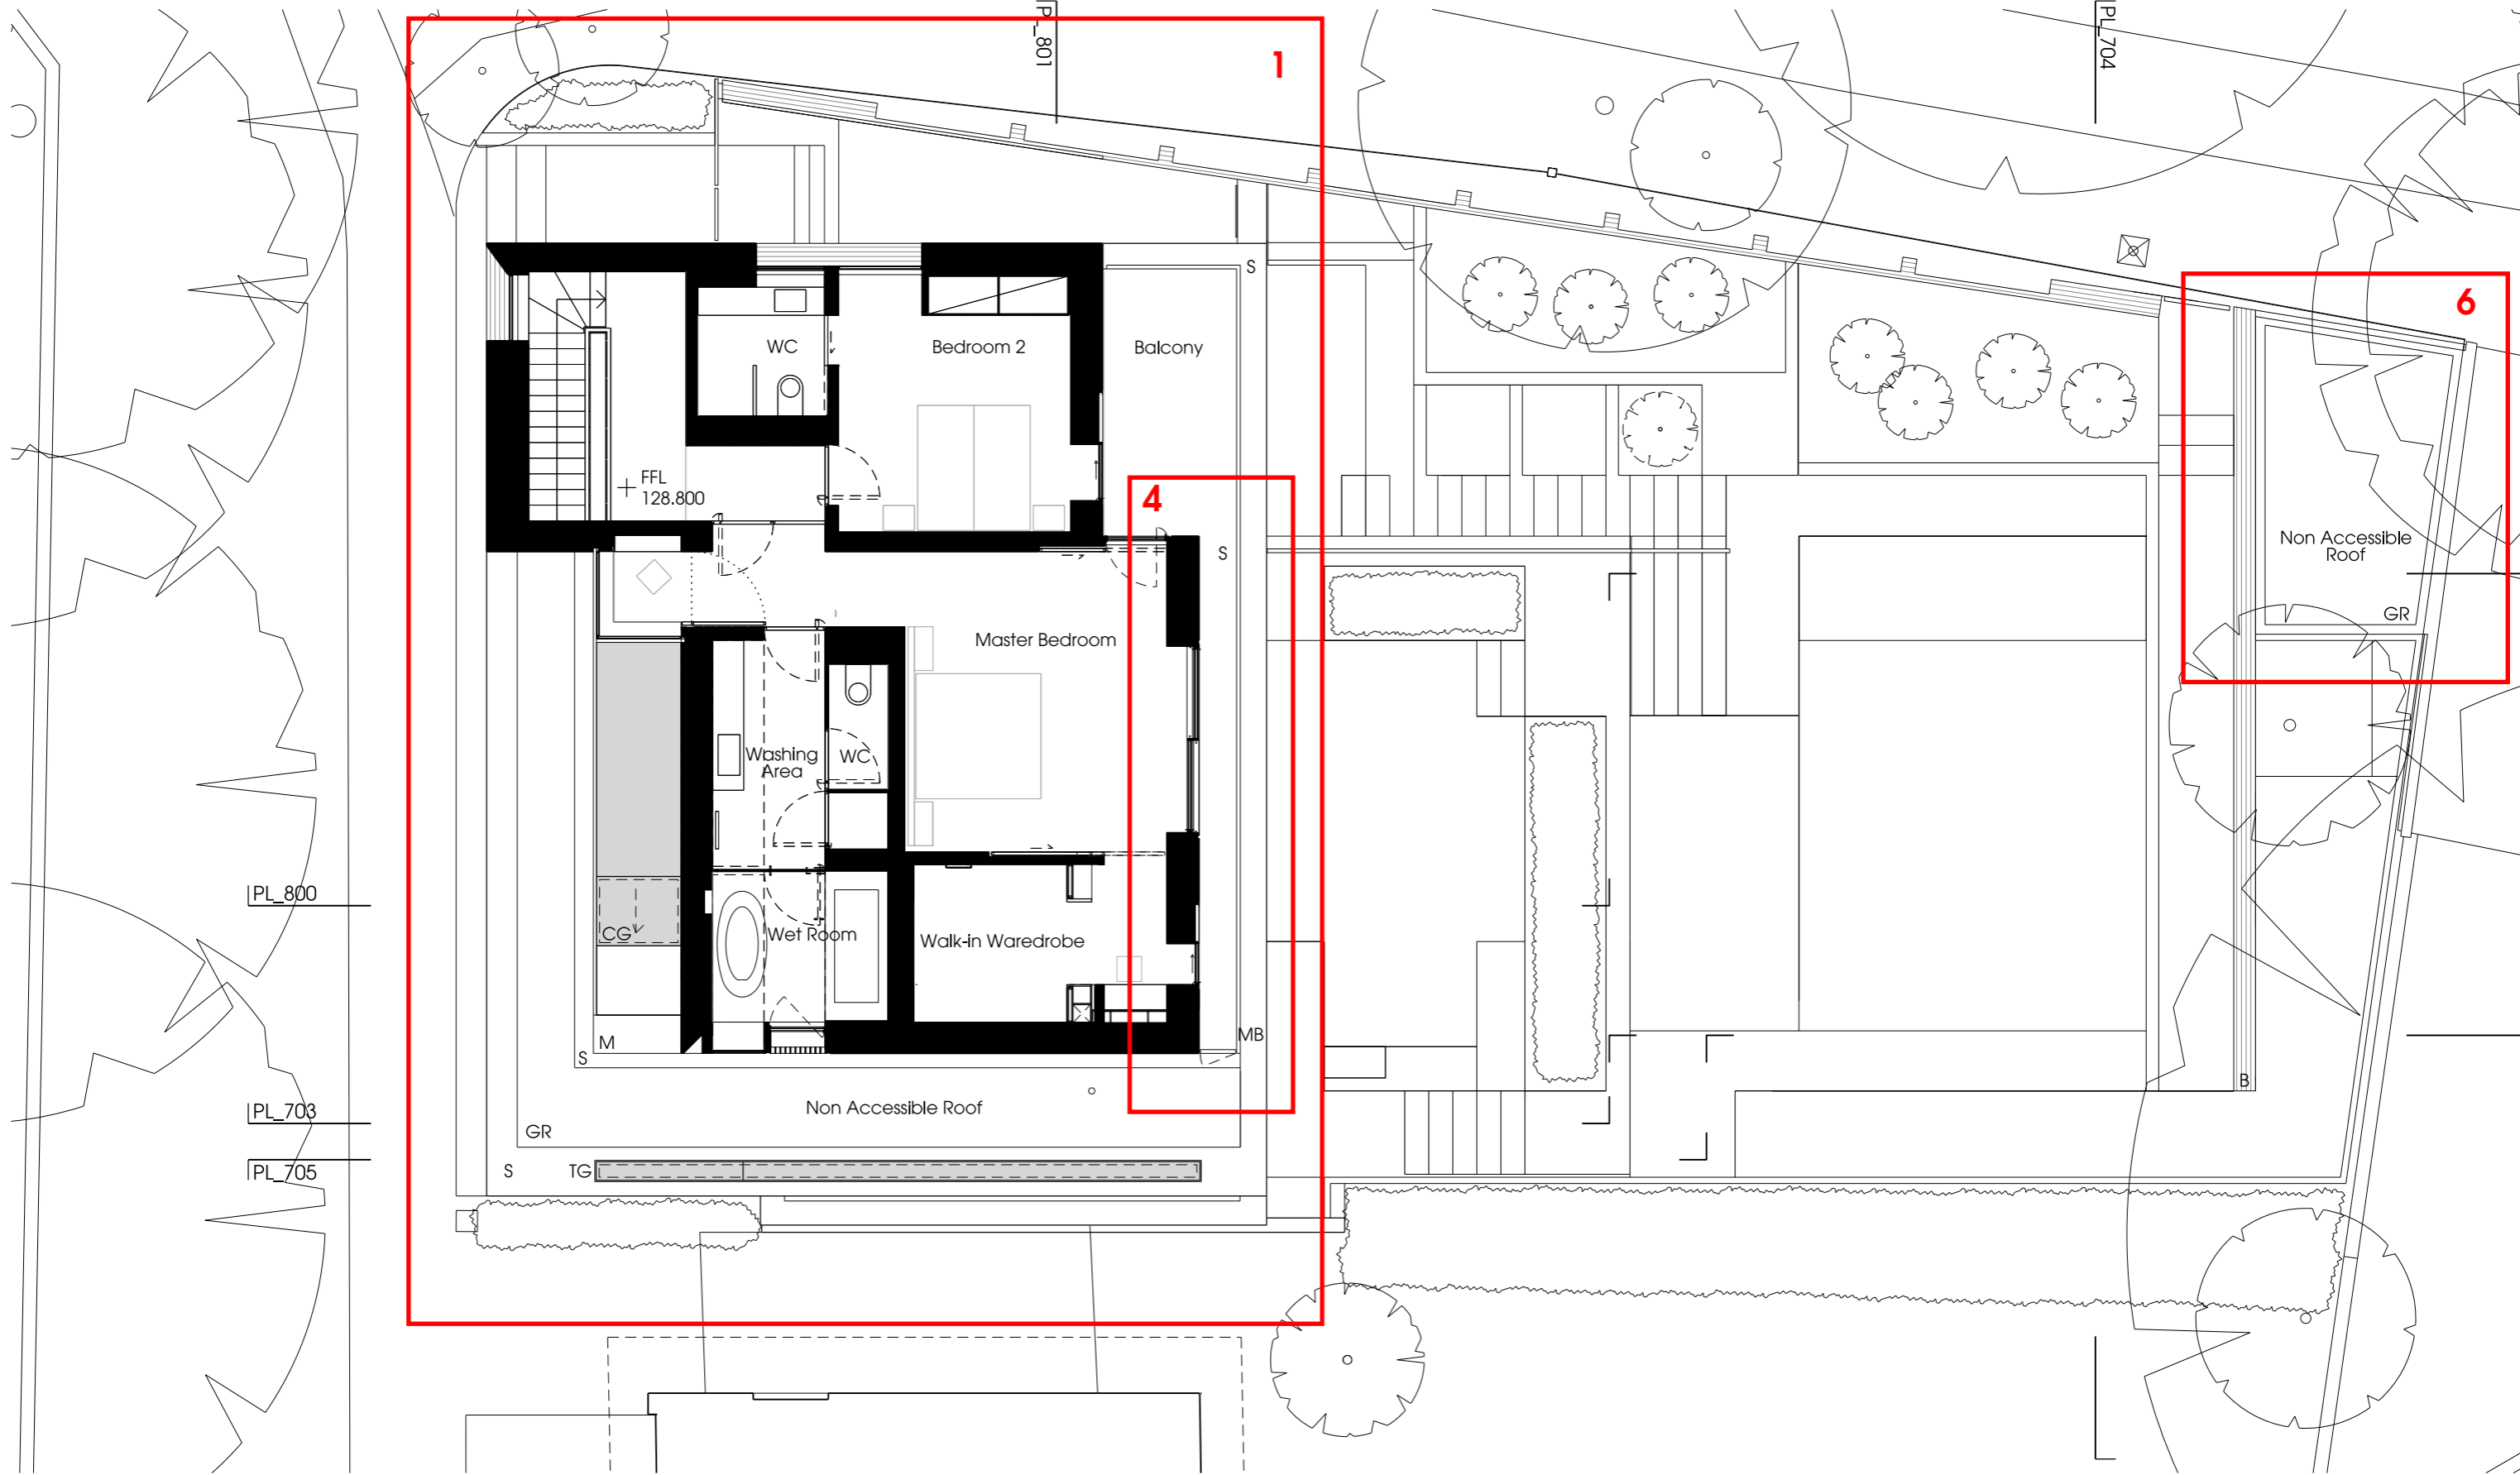 PL_801
PL_704
1
6
S
WC
Bedroom 2
Balcony
FFL
128.800
4
S
Non Accessible
Roof
GR
Master Bedroom
Washing
Area
WC
PL_800
CG
Wet Room
Walk-in Waredrobe
M
S
MB
B
PL_703
Non Accessible Roof
GR
PL_705
S
TG